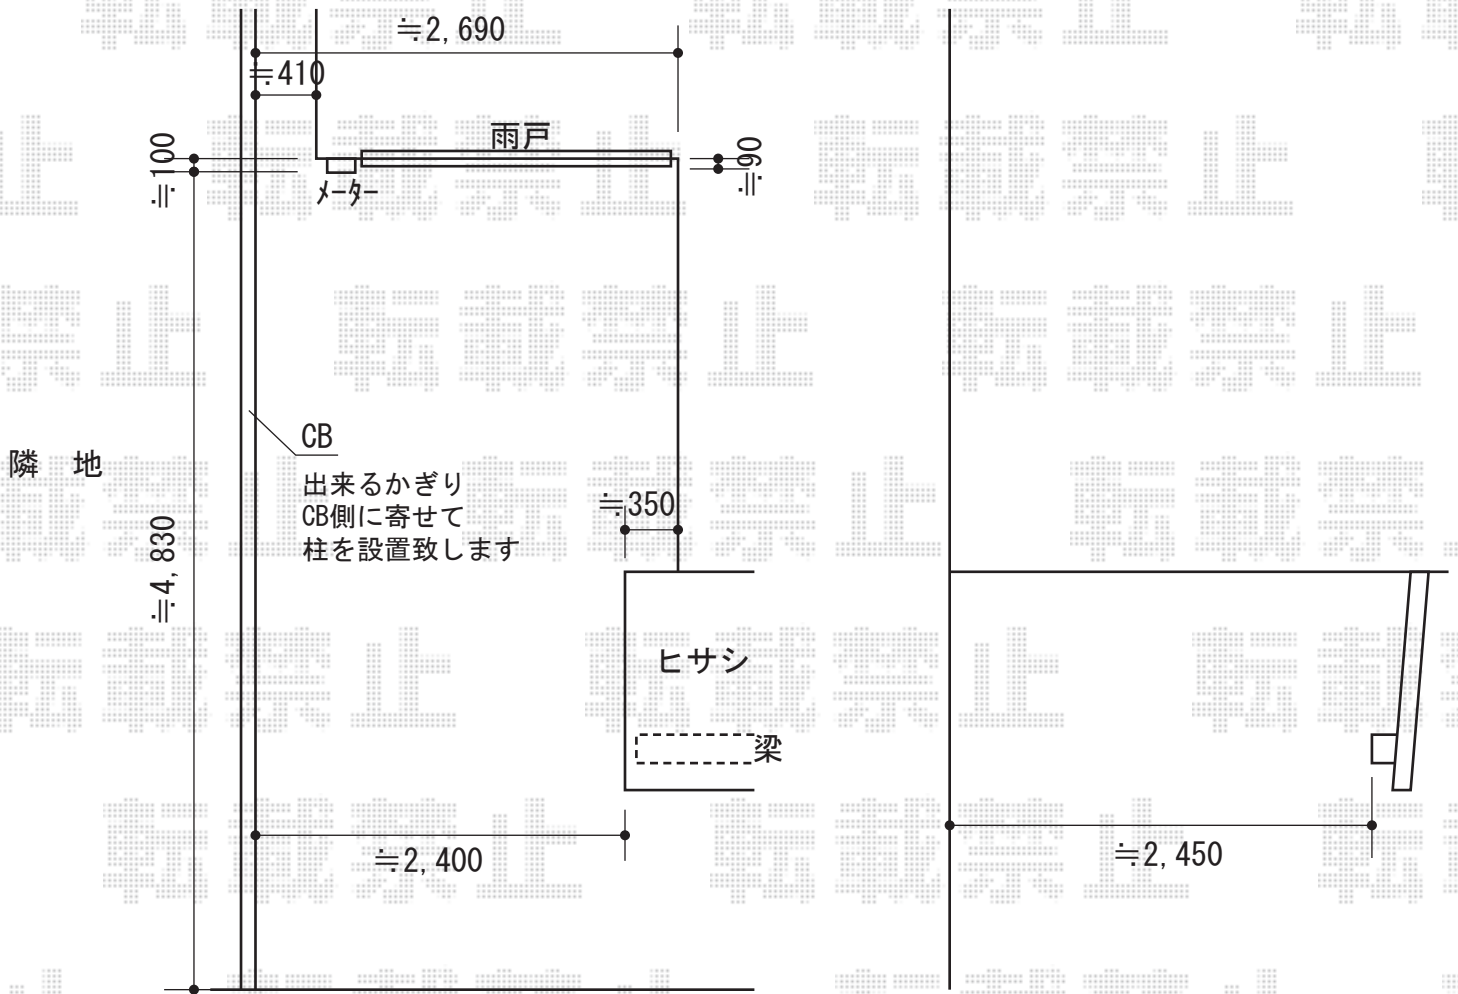 ≒2,690
≒410
雨戸
≒100
≒90
メーター
CB
隣 地
出来るかぎり
CB側に寄せて
柱を設置致します
≒350
≒4,830
ヒサシ
梁
≒2,400
≒2,450
転載禁止